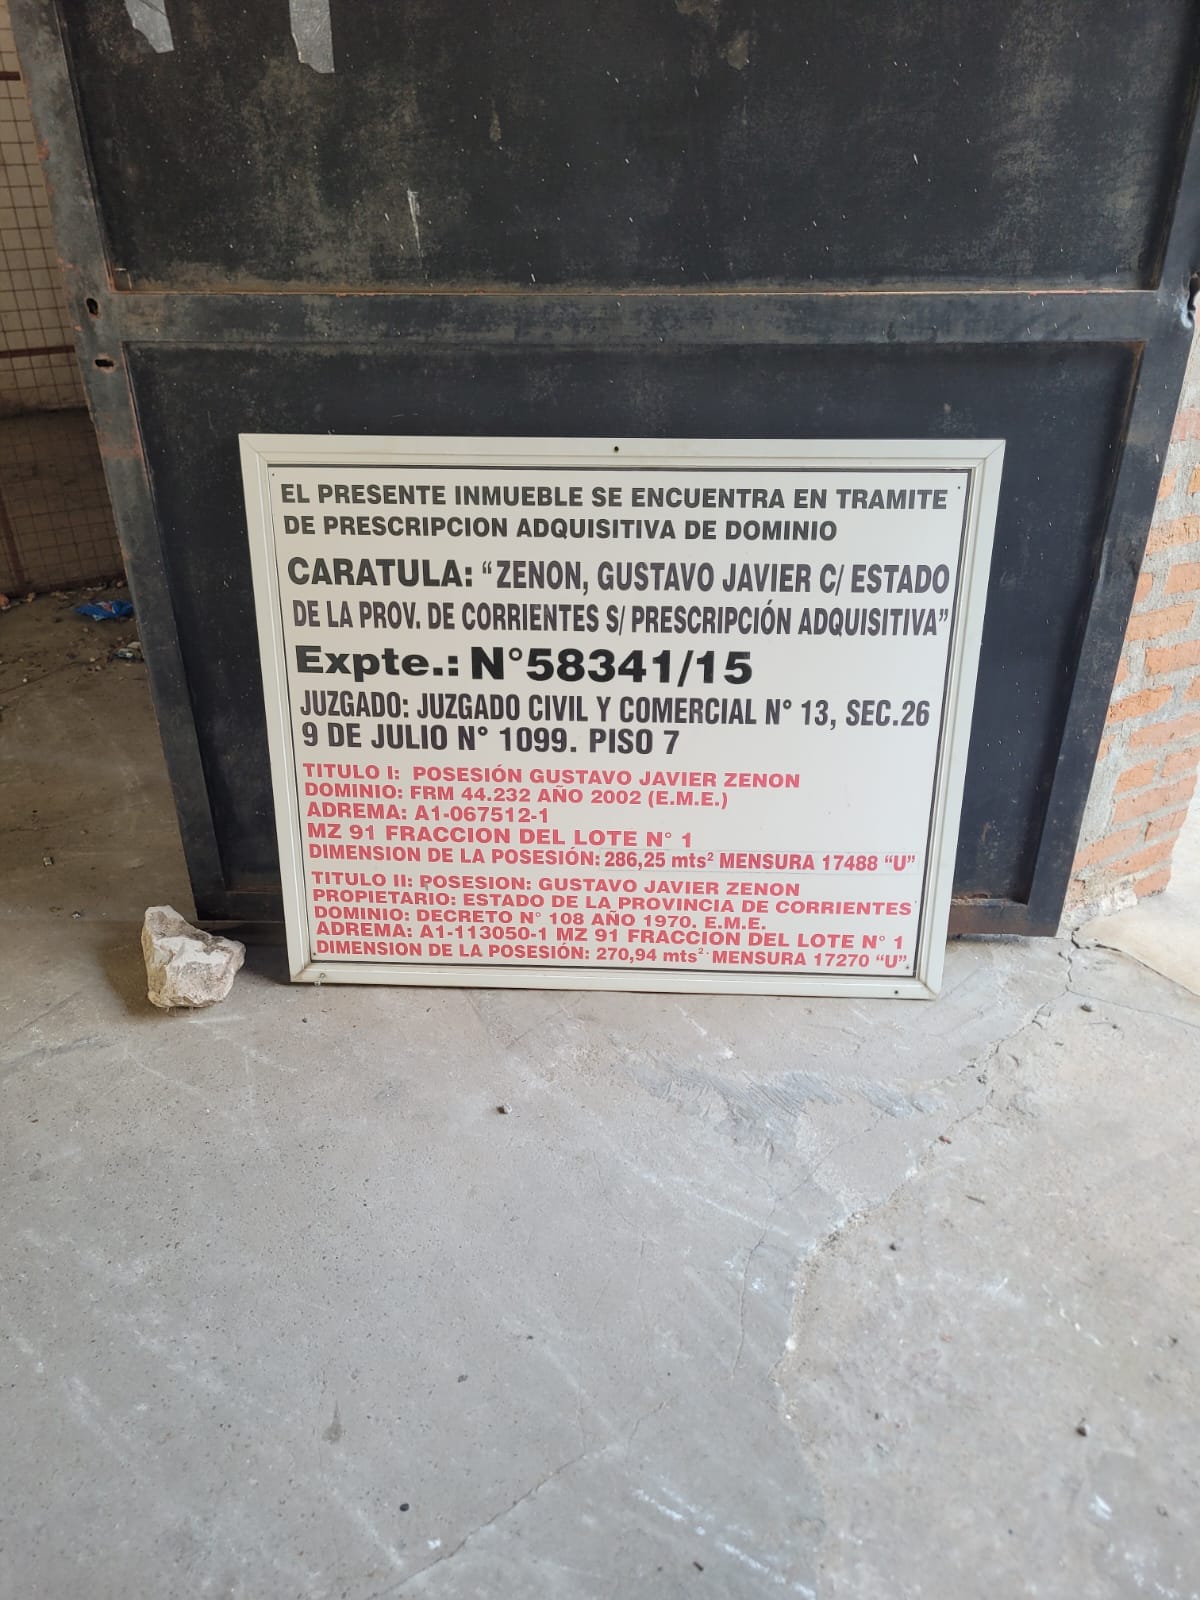 EL PRESENTE INMUEBLE SE ENCUENTRA EN TRAMITE
DE PRESCRIPCION ADQUISITIVA DE DOMINIO
CARATULA: “ZENON, GUSTAVO JAVIER C/ ESTADO
DE LA PROV. DE CORRIENTES S/ PRESCRIPCIÓN ADQUISITIVA”
Expte.: N°58341/15
JUZGADO: JUZGADO CIVIL Y COMERCIAL N° 13, SEC.26
9 DE JULIO N° 1099. PISO 7
TITULO I: POSESIÓN GUSTAVO JAVIER ZENON
DOMINIO: FRM 44.232 AÑO 2002 (E.M.E.)
ADREMA: A1-067512-1
MZ 91 FRACCION DEL LOTE N° 1
DIMENSION DE LA POSESIÓN: 286,25 mts² MENSURA 17488 “U”
TITULO II: POSESION: GUSTAVO JAVIER ZENON
PROPIETARIO: ESTADO DE LA PROVINCIA DE CORRIENTES
DOMINIO: DECRETO N° 108 AÑO 1970. E.M.E.
ADREMA: A1-113050-1 MZ 91 FRACCION DEL LOTE N° 1
DIMENSION DE LA POSESIÓN: 270,94 mts². MENSURA 17270 “U”